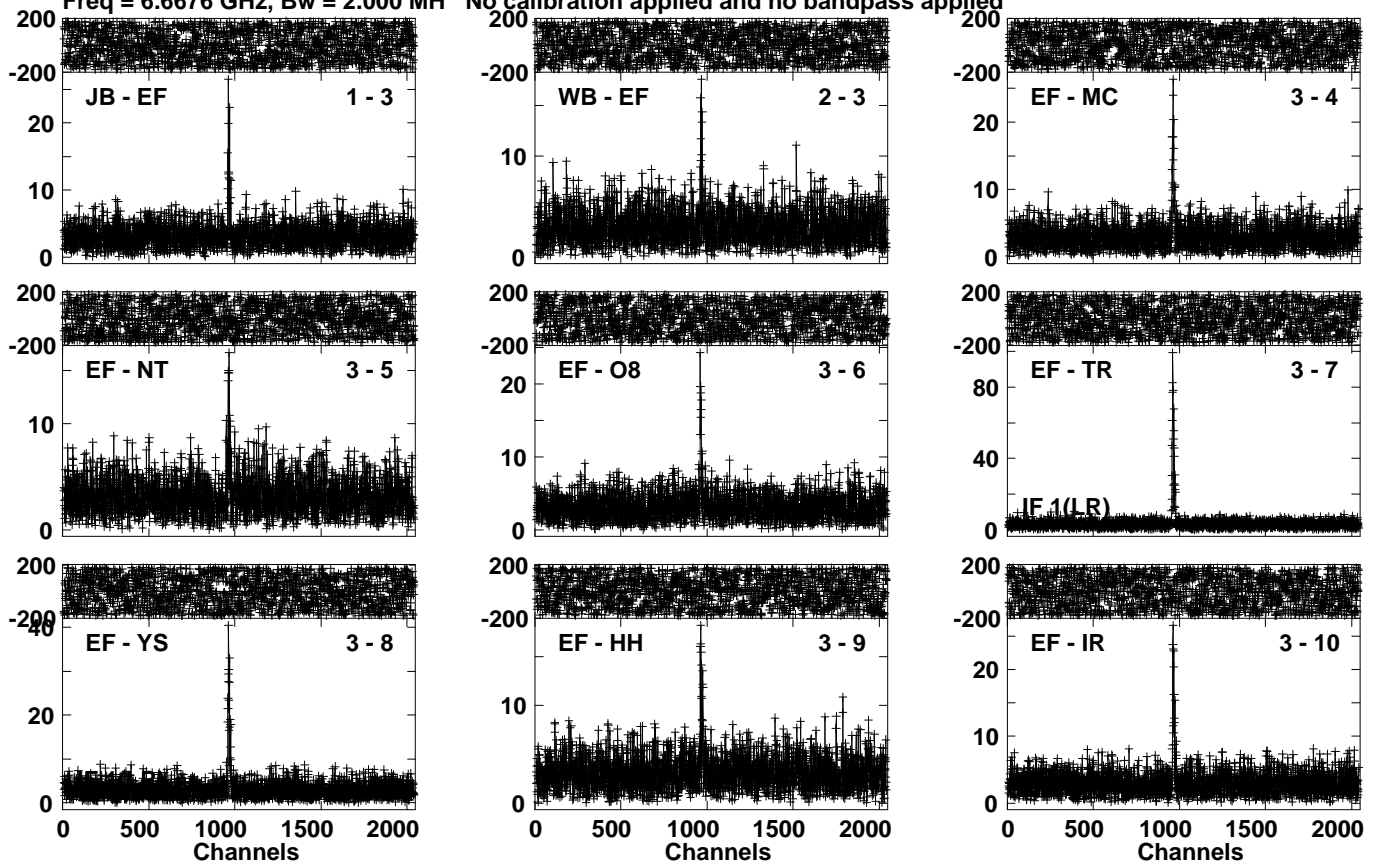 Freq = 6.6676 GHz, Bw = 2.000 MH   No calibration applied and no bandpass applied
200
-200
JB - EF 1 - 3
20
10
0
200
-200
WB - EF 2 - 3
10
0
200
-200
EF - MC 3 - 4
20
10
0
200
-200
EF - NT 3 - 5
10
0
200
-200
EF - O8 3 - 6
20
10
0
200
-200
EF - TR 3 - 7
80
40
IF 1(LR)
0
200
-200
40
EF - YS 3 - 8
20
0
0 500 1000 1500 2000
Channels
200
-200
EF - HH 3 - 9
10
0
0 500 1000 1500 2000
Channels
200
-200
EF - IR 3 - 10
20
10
0
0 500 1000 1500 2000
Channels